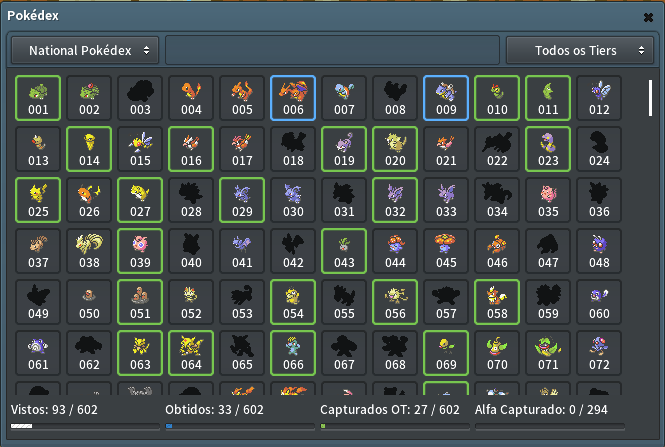 Pokédex
National Pokédex Todos os Tiers
001 002 003 004 005 006 007 008 009 010 011 012
013 014 015 016 017 018 019 020 021 022 023 024
025 026 027 028 029 030 031 032 033 034 035 036
037 038 039 040 041 042 043 044 045 046 047 048
049 050 051 052 053 054 055 056 057 058 059 060
061 062 063 064 065 066 067 068 069 070 071 072
Vistos: 93 / 602 Obtidos: 33 / 602 Capturados OT: 27 / 602 Alfa Capturado: 0 / 294